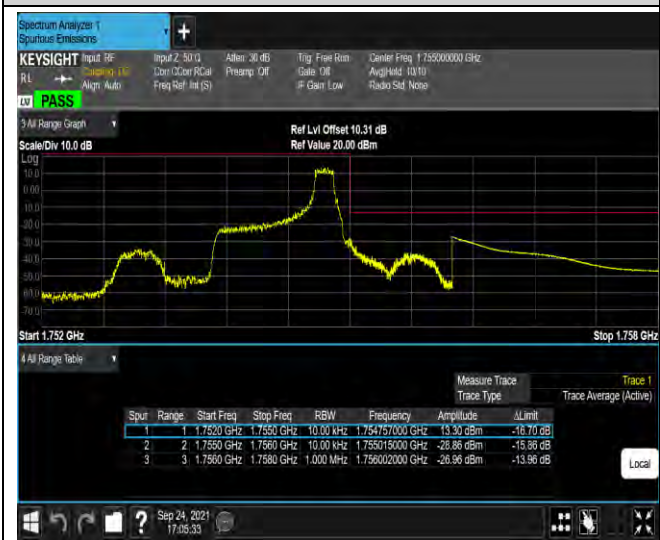 Spectrum Analyzer 1
Spurious Emissions
+
KEYSIGHT Input: RF Input Z: 50 Ω Atten: 30 dB Trig: Free Run Center Freq: 1.755000000 GHz
RL Coupling: DC Corr CCorr RCal Preamp: Off Gate: Off Avg|Hold: 10/10
Align: Auto Freq Ref: Int (S) IF Gain: Low Radio Std: None
LXI PASS
3 All Range Graph
Ref Lvl Offset 10.31 dB
Scale/Div 10.0 dB Ref Value 20.00 dBm
Log
10.0
0.00
-10.0
-20.0
-30.0
-40.0
-50.0
-60.0
-70.0
Start 1.752 GHz Stop 1.758 GHz
4 All Range Table
Measure Trace Trace 1
Trace Type Trace Average (Active)
Spur Range Start Freq Stop Freq RBW Frequency Amplitude ΔLimit
1 1 1.7520 GHz 1.7550 GHz 10.00 kHz 1.754757000 GHz 13.30 dBm -16.70 dB
2 2 1.7550 GHz 1.7560 GHz 10.00 kHz 1.755015000 GHz -28.86 dBm -15.86 dB
3 3 1.7560 GHz 1.7580 GHz 1.000 MHz 1.756002000 GHz -26.96 dBm -13.96 dB
Local
? Sep 24, 2021
17:05:33